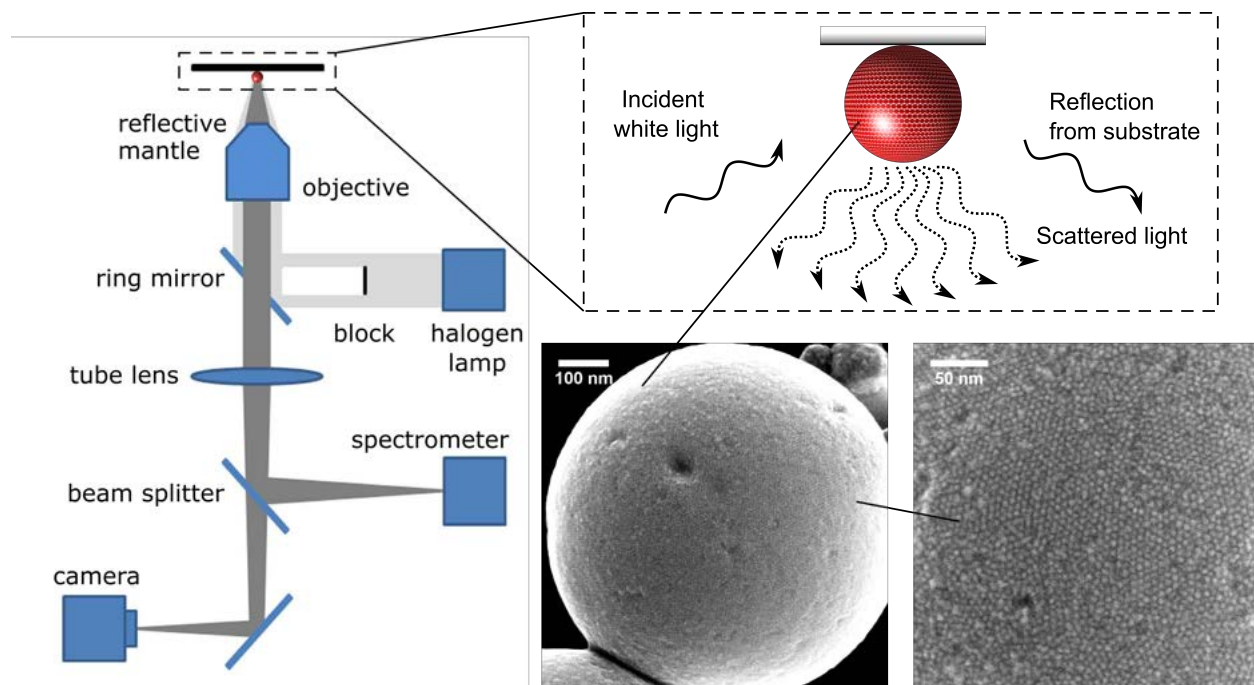 reflective
mantle
objective
ring mirror
block
halogen
lamp
tube lens
spectrometer
beam splitter
camera
Incident
white light
Reflection
from substrate
Scattered light
100 nm
50 nm